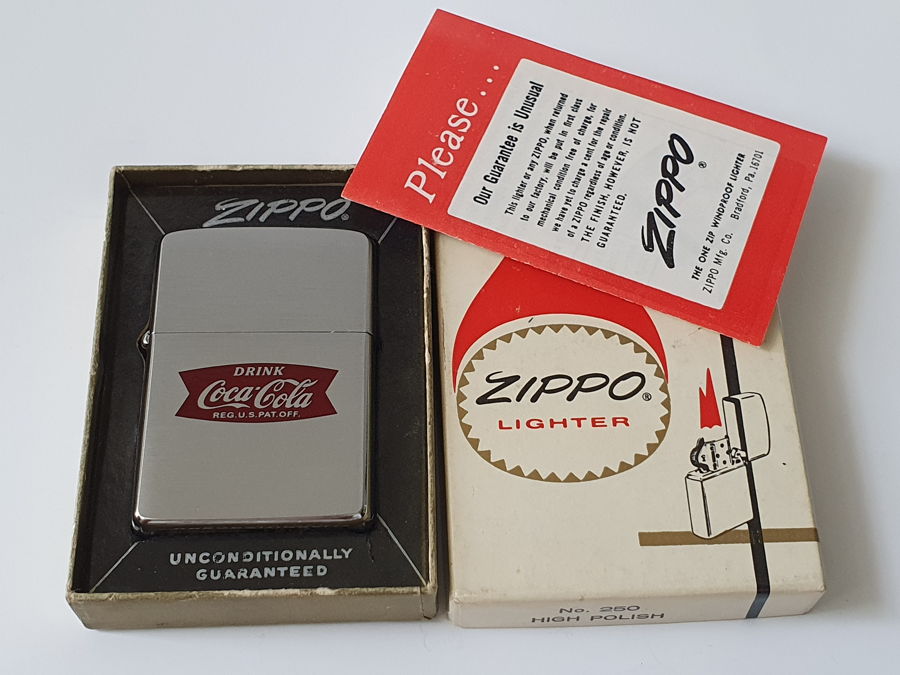 Please...
Our Guarantee is Unusual
This lighter or any ZIPPO, when returned
to our factory, will be put in first class
mechanical condition free of charge, for
we have yet to charge a cent for the repair
of a ZIPPO regardless of age or condition.
THE FINISH, HOWEVER, IS NOT
GUARANTEED.
ZIPPO®
THE ONE ZIP WINDPROOF LIGHTER
ZIPPO Mfg. Co. Bradford, Pa. 16701
ZIPPO®
DRINK
Coca-Cola
REG. U.S. PAT. OFF.
UNCONDITIONALLY
GUARANTEED
ZIPPO®
LIGHTER
No. 250
HIGH POLISH